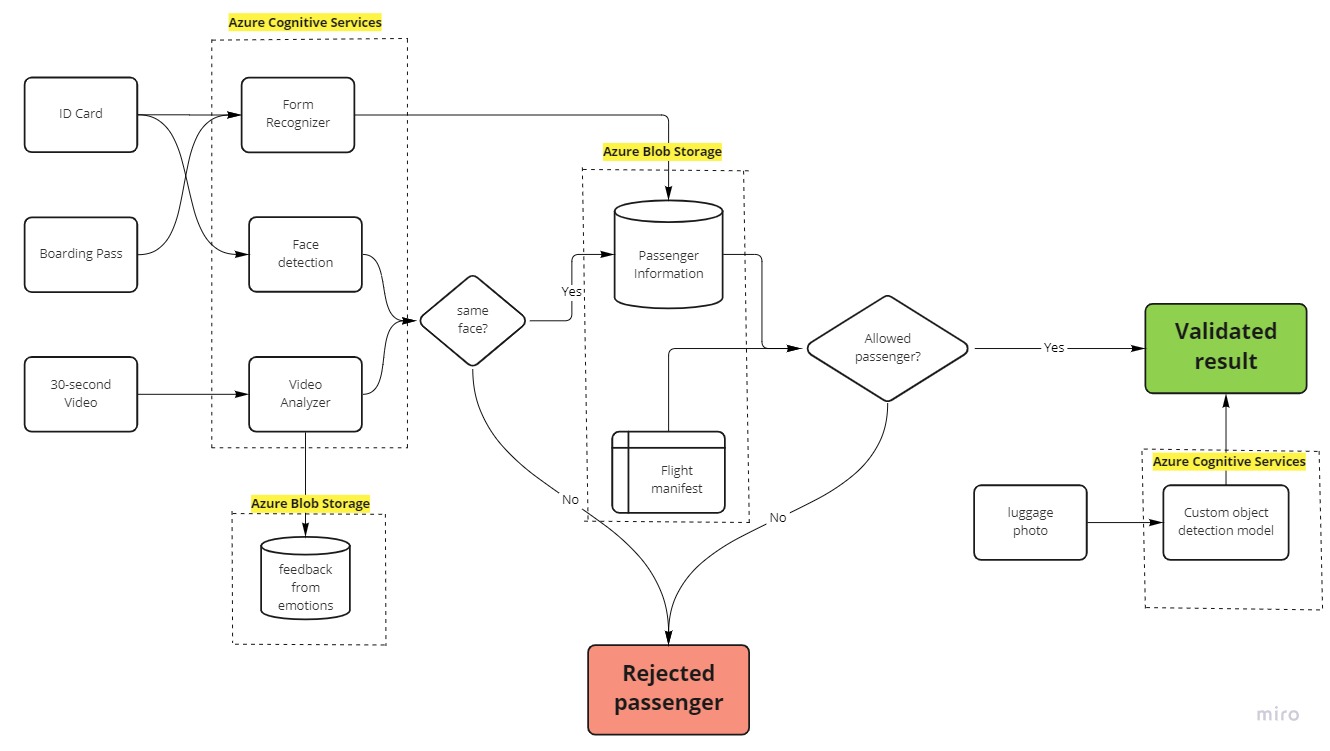 Azure Cognitive Services
ID Card
Form
Recognizer
Azure Blob Storage
Boarding Pass
Face
detection
Passenger
Information
Yes
same
face?
Allowed
passenger?
Yes
Validated
result
30-second
Video
Video
Analyzer
Flight
manifest
Azure Cognitive Services
No
No
Azure Blob Storage
luggage
photo
Custom object
detection model
feedback
from
emotions
Rejected
passenger
miro